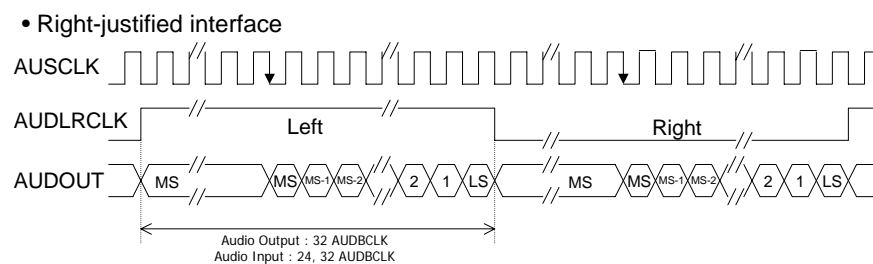 • Right-justified interface
AUSCLK
AUDLRCLK
Left
Right
AUDOUT
MS MS MS-1 MS-2 2 1 LS MS MS MS-1 MS-2 2 1 LS
Audio Output : 32 AUDBCLK
Audio Input : 24, 32 AUDBCLK